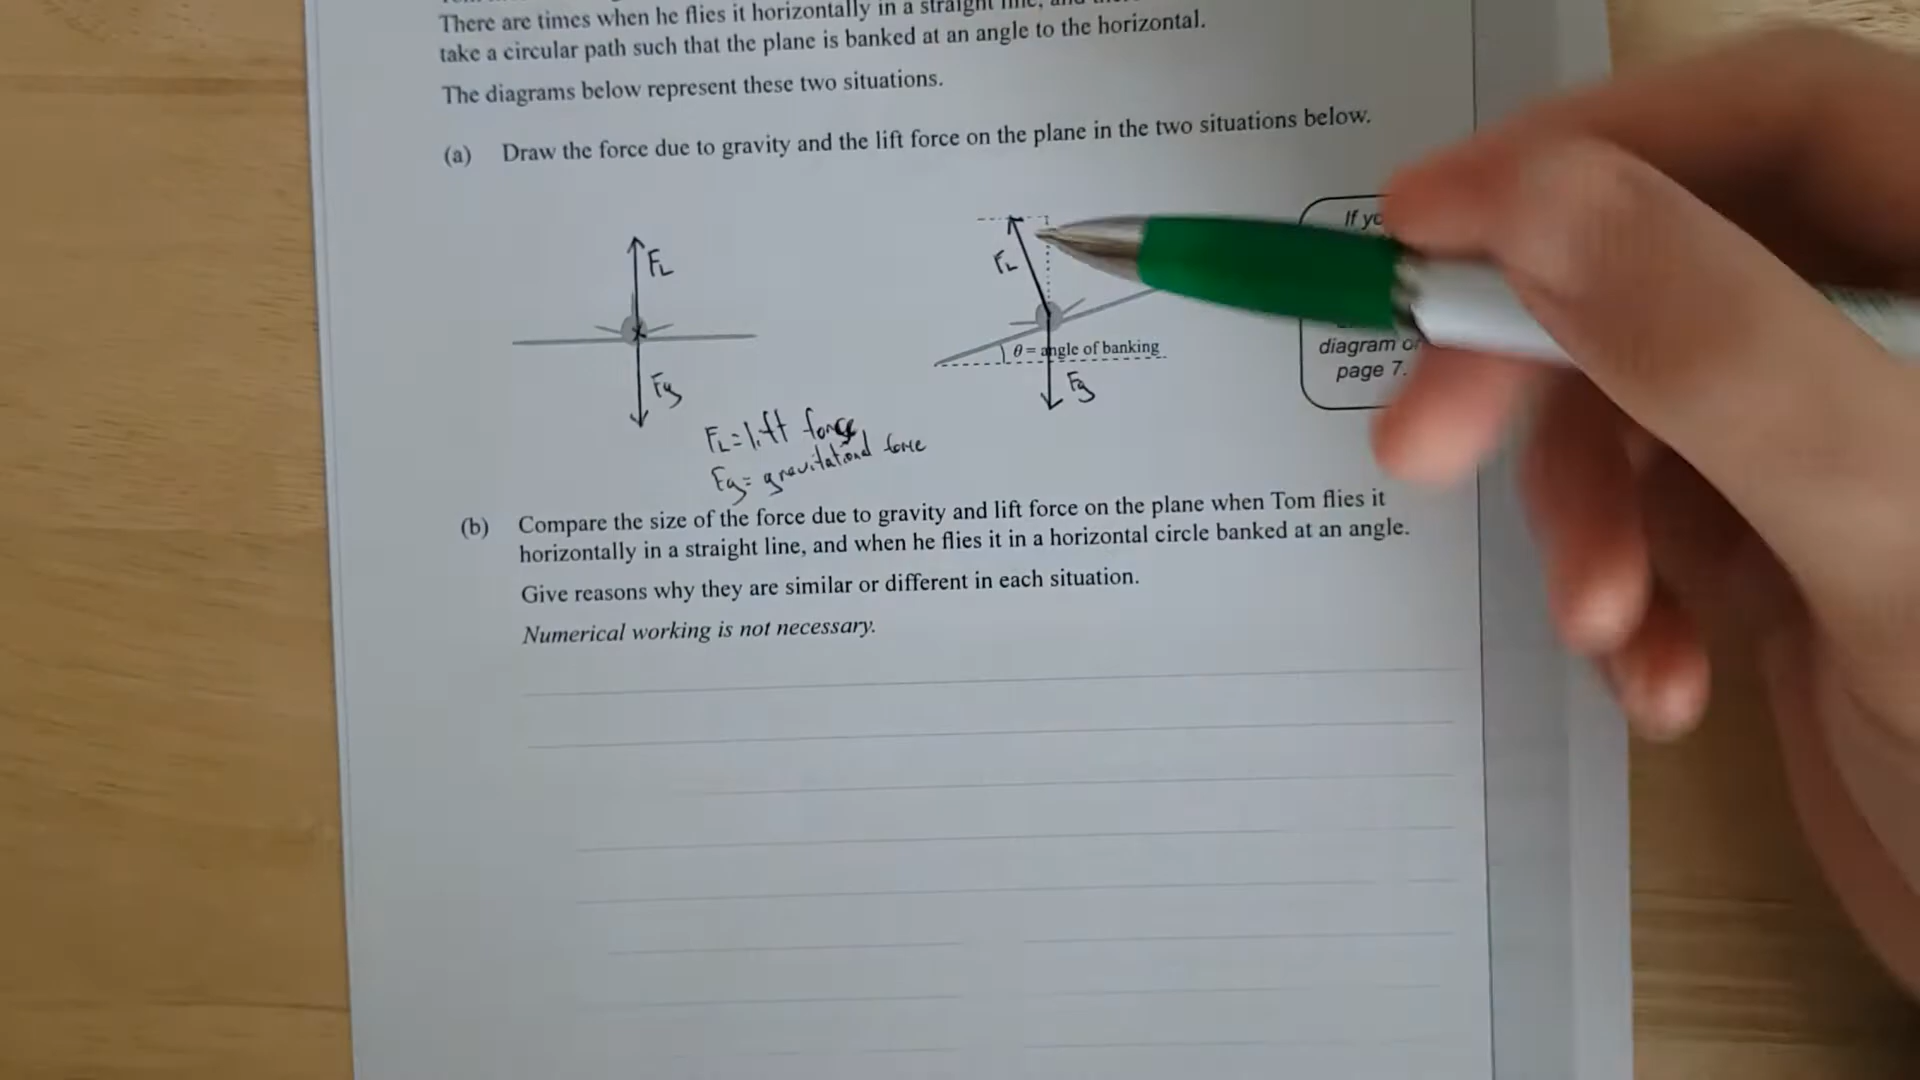 There are times when he flies it horizontally in a straight line, and
take a circular path such that the plane is banked at an angle to the horizontal.
The diagrams below represent these two situations.
(a) Draw the force due to gravity and the lift force on the plane in the two situations below.
If yo
FL
FL
θ = angle of banking
diagram o
page 7.
Fg
Fg
FL = lift force
Fg = gravitational force
(b) Compare the size of the force due to gravity and lift force on the plane when Tom flies it
horizontally in a straight line, and when he flies it in a horizontal circle banked at an angle.
Give reasons why they are similar or different in each situation.
Numerical working is not necessary.